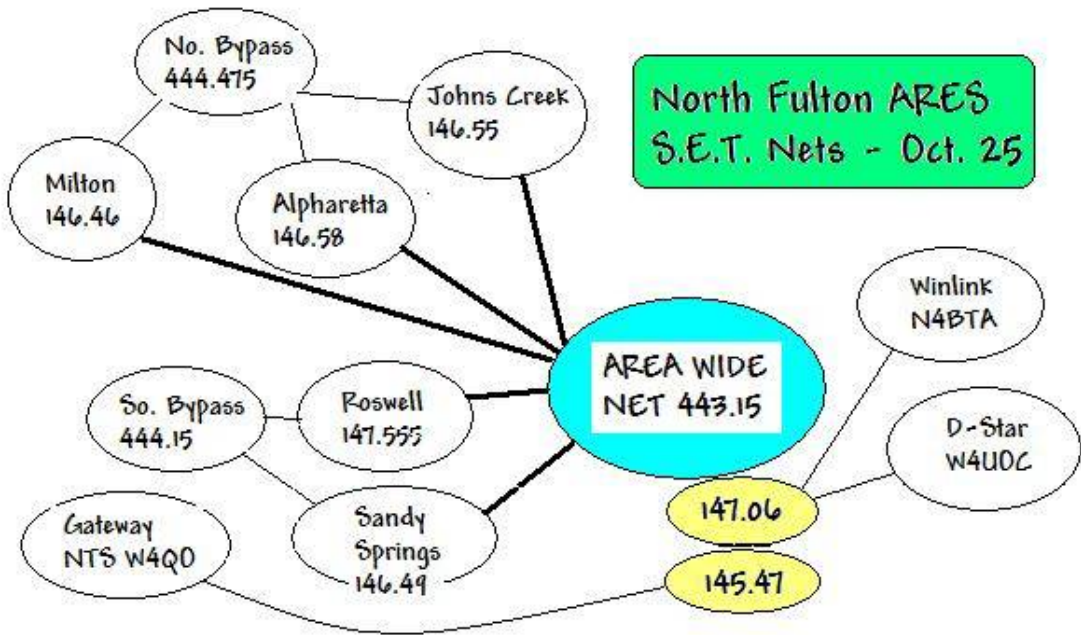 No. Bypass
444.475
Johns Creek
146.55
North Fulton ARES
S.E.T. Nets - Oct. 25
Milton
146.46
Alpharetta
146.58
Winlink
N4BTA
AREA WIDE
NET 443.15
So. Bypass
444.15
Roswell
147.555
D-Star
W4UOC
147.06
Gateway
NTS W4QO
Sandy
Springs
146.49
145.47